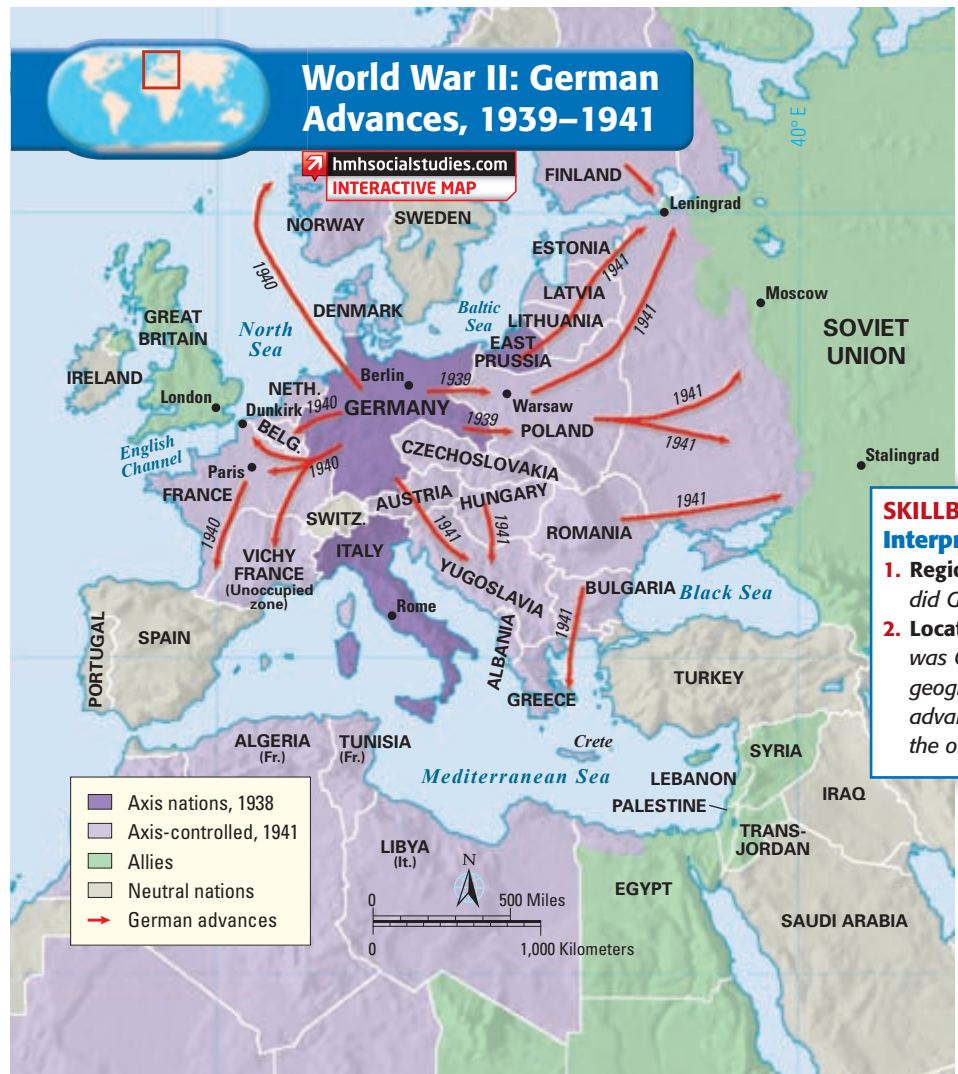 World War II: German
Advances, 1939–1941
hmhsocialstudies.com
INTERACTIVE MAP
40° E
FINLAND
Leningrad
NORWAY
SWEDEN
ESTONIA
1940
1941
LATVIA
Moscow
DENMARK
Baltic
Sea
LITHUANIA
1941
GREAT
BRITAIN
North
Sea
EAST
PRUSSIA
SOVIET
UNION
IRELAND
Berlin
1939
NETH.
London
Dunkirk
1940
GERMANY
Warsaw
1941
1939
POLAND
BELG.
1941
English
Channel
CZECHOSLOVAKIA
Stalingrad
Paris
1940
FRANCE
AUSTRIA
HUNGARY
1941
SWITZ.
1940
1941
1941
ROMANIA
ITALY
VICHY
FRANCE
(Unoccupied
zone)
YUGOSLAVIA
BULGARIA
Black Sea
Rome
1941
PORTUGAL
SPAIN
ALBANIA
TURKEY
GREECE
SKILLB
Interpr
1. Regio
did G
2. Locat
was G
geogr
advan
the o
ALGERIA
(Fr.)
TUNISIA
(Fr.)
Crete
SYRIA
Mediterranean Sea
LEBANON
IRAQ
PALESTINE
TRANS-
JORDAN
LIBYA
(It.)
EGYPT
SAUDI ARABIA
Axis nations, 1938
Axis-controlled, 1941
Allies
Neutral nations
German advances
N
0 500 Miles
0 1,000 Kilometers